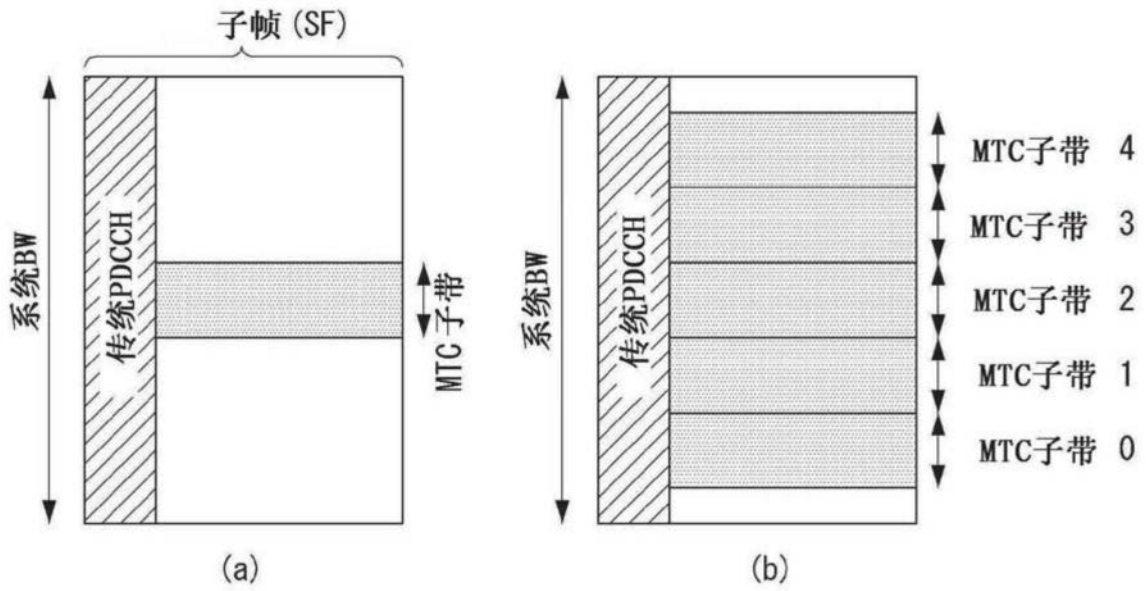 子帧(SF)
系统BW
传统PDCCH
MTC子带
(a)
系统BW
传统PDCCH
MTC子带 4
MTC子带 3
MTC子带 2
MTC子带 1
MTC子带 0
(b)